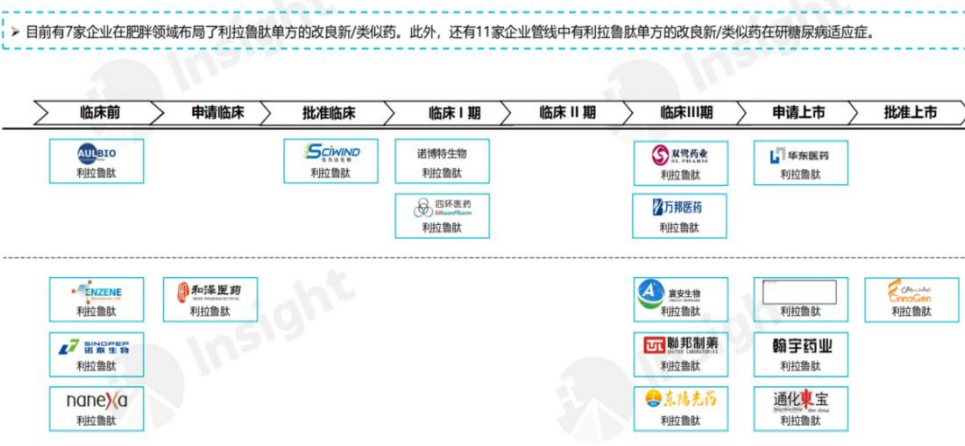 ➤ 目前有7家企业在肥胖领域布局了利拉鲁肽单方的改良新/类似药。此外，还有11家企业管线中有利拉鲁肽单方的改良新/类似药在研糖尿病适应症。
临床前 申请临床 批准临床 临床 I 期 临床 II 期 临床III期 申请上市 批准上市
AULBIO SCIWIND 诺博特生物 双鹭药业 SL PHARM 华东医药
利拉鲁肽 利拉鲁肽 利拉鲁肽 利拉鲁肽 利拉鲁肽
四环医药 SihuanPharm 万邦医药
利拉鲁肽 利拉鲁肽
ENZENE 和泽医药 宸安生物 CinnaGen
利拉鲁肽 利拉鲁肽 利拉鲁肽 利拉鲁肽 利拉鲁肽
SINOPEP 诺泰生物 聯邦制藥 翰宇药业
利拉鲁肽 利拉鲁肽 利拉鲁肽
nanexa 东阳光药 通化東宝
利拉鲁肽 利拉鲁肽 利拉鲁肽
Insight